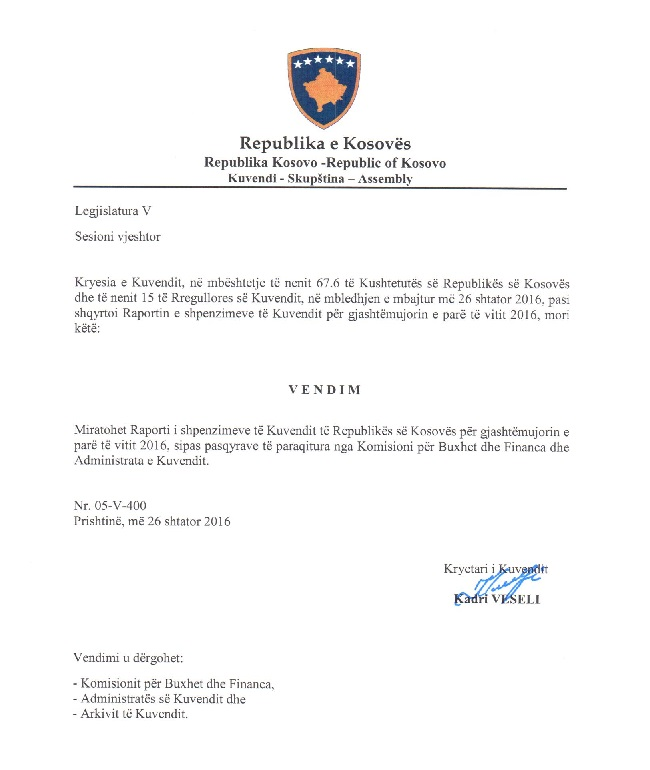 Republika e Kosovës
Republika Kosovo -Republic of Kosovo
Kuvendi - Skupština – Assembly
Legjislatura V
Sesioni vjeshtor
Kryesia e Kuvendit, në mbështetje të nenit 67.6 të Kushtetutës së Republikës së Kosovës
dhe të nenit 15 të Rregullores së Kuvendit, në mbledhjen e mbajtur më 26 shtator 2016, pasi
shqyrtoi Raportin e shpenzimeve të Kuvendit për gjashtëmujorin e parë të vitit 2016, mori
këtë:
V E N D I M
Miratohet Raporti i shpenzimeve të Kuvendit të Republikës së Kosovës për gjashtëmujorin e
parë të vitit 2016, sipas pasqyrave të paraqitura nga Komisioni për Buxhet dhe Financa dhe
Administrata e Kuvendit.
Nr. 05-V-400
Prishtinë, më 26 shtator 2016
Kryetari i Kuvendit
Kadri VESELI
Vendimi u dërgohet:
- Komisionit për Buxhet dhe Financa,
- Administratës së Kuvendit dhe
- Arkivit të Kuvendit.